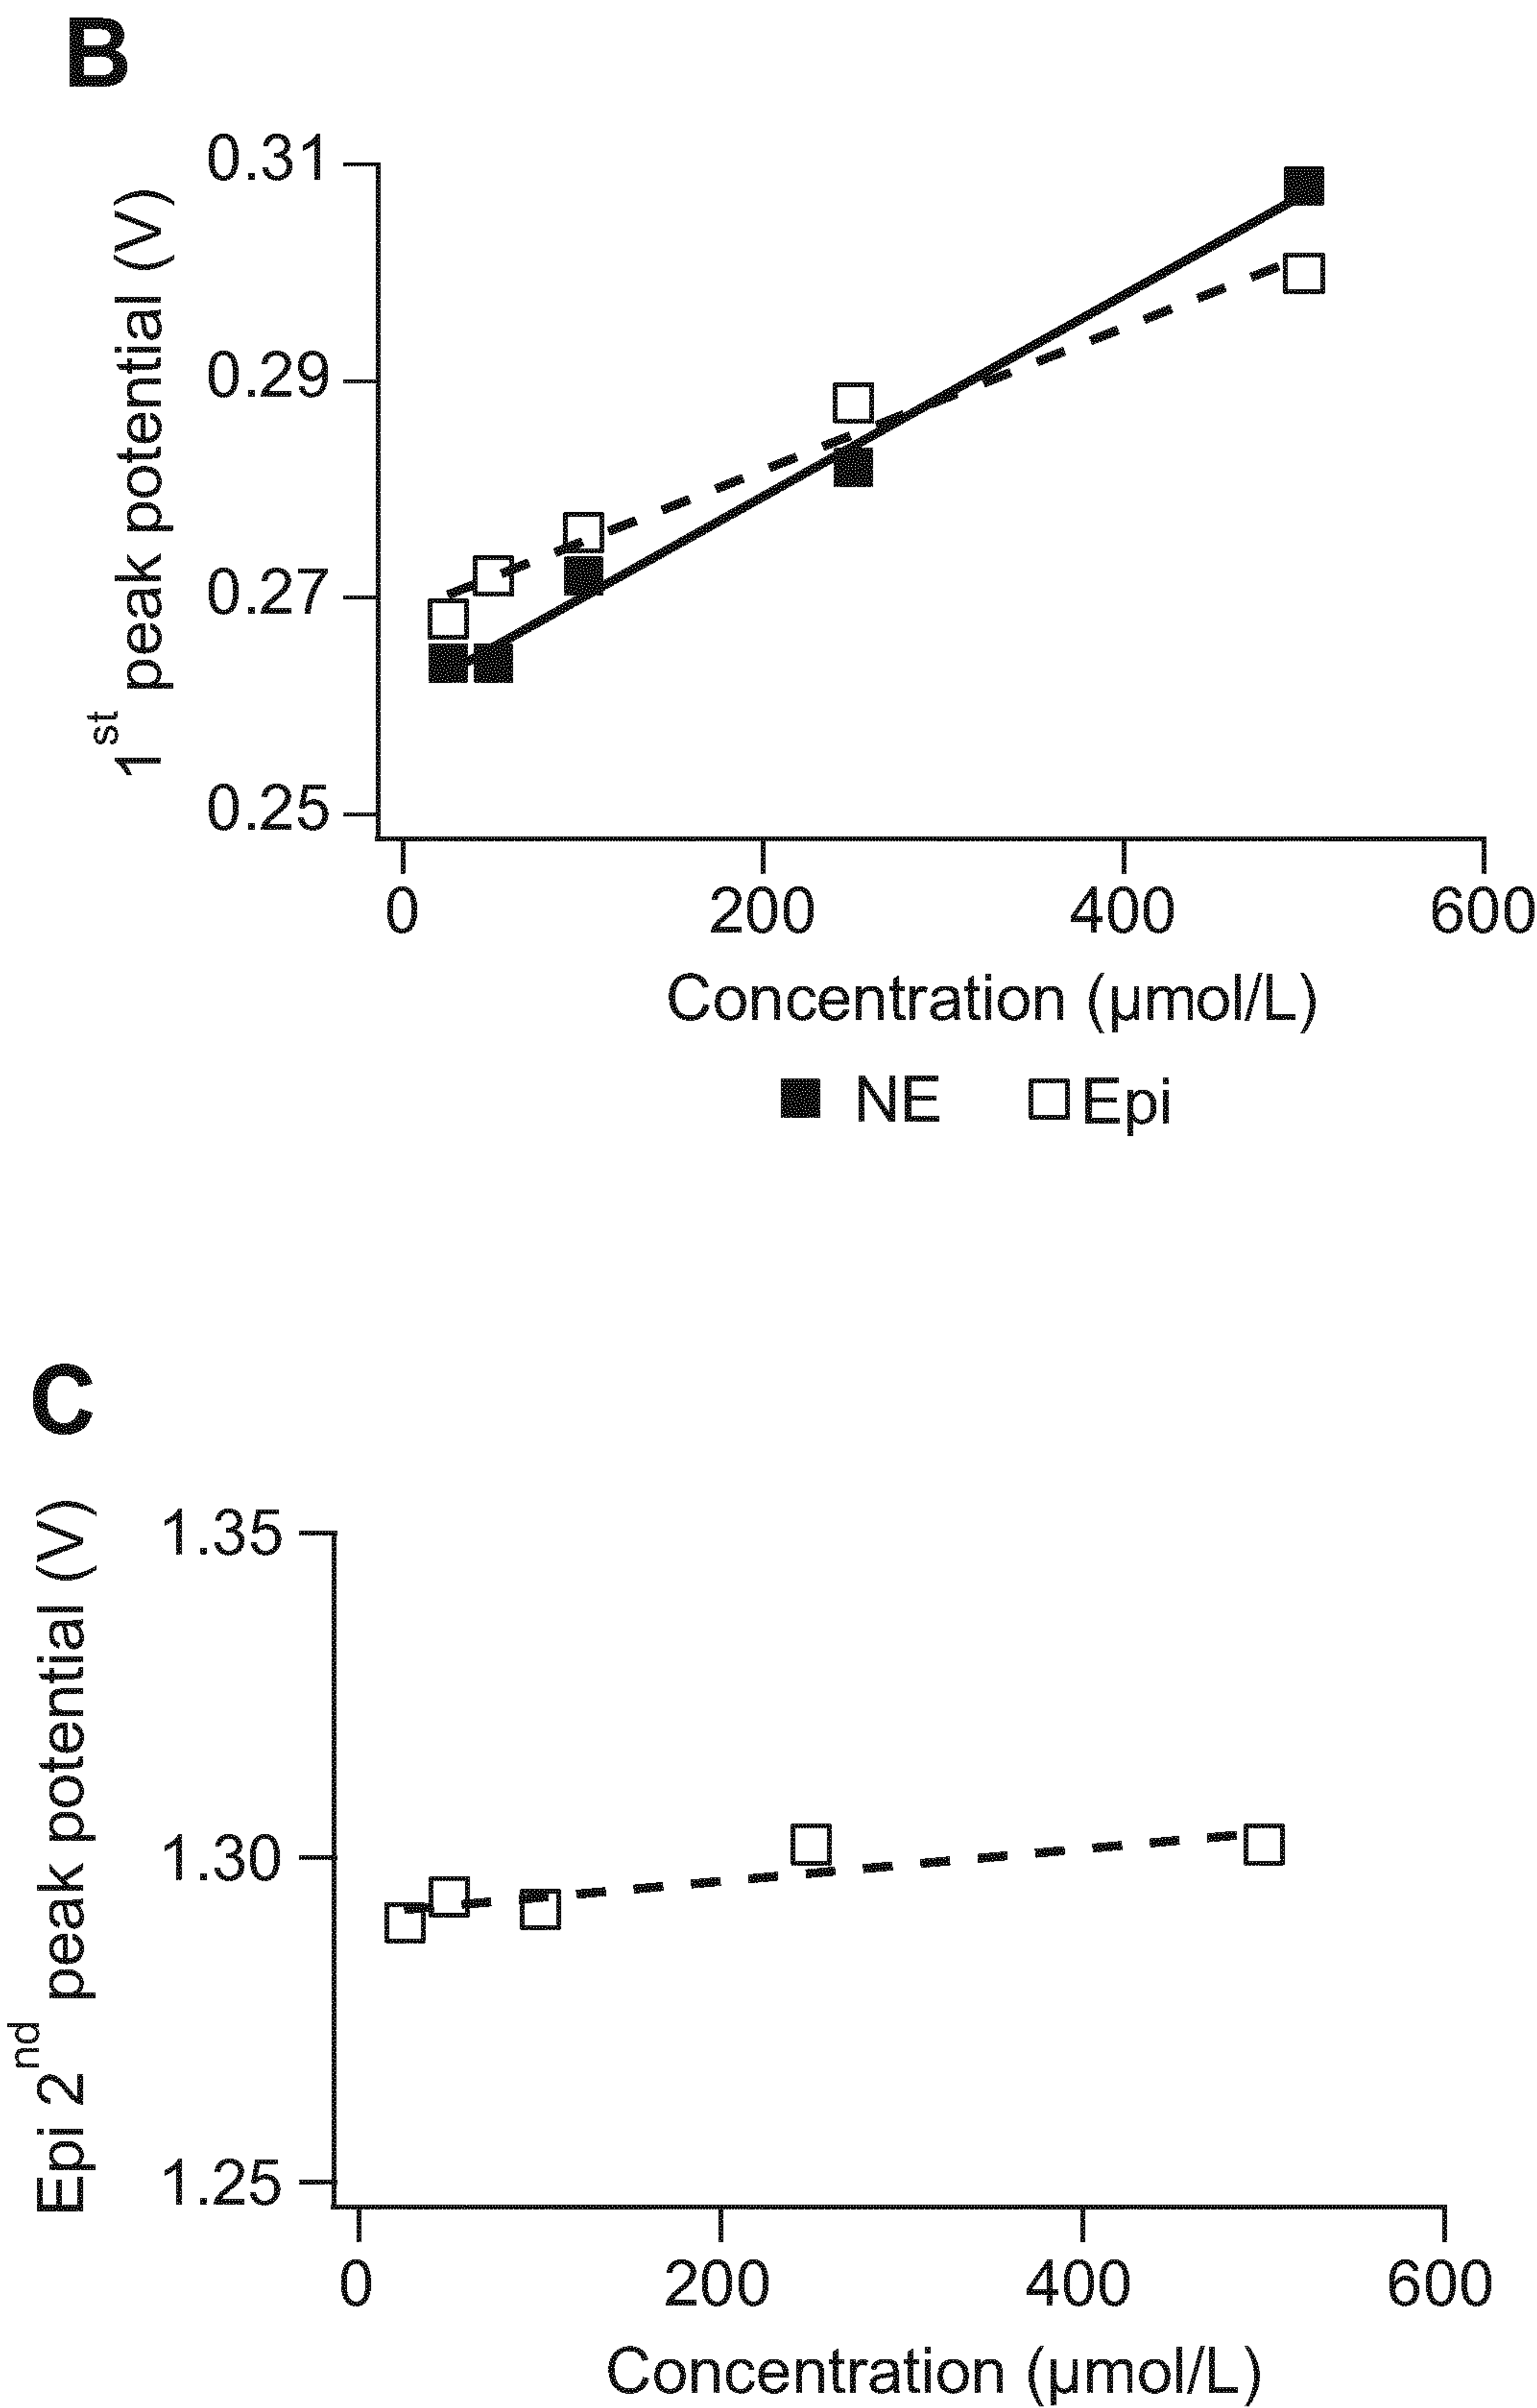 B
1st peak potential (V)
0.31
0.29
0.27
0.25
0 200 400 600
Concentration (µmol/L)
NE Epi
C
Epi 2nd peak potential (V)
1.35
1.30
1.25
0 200 400 600
Concentration (µmol/L)